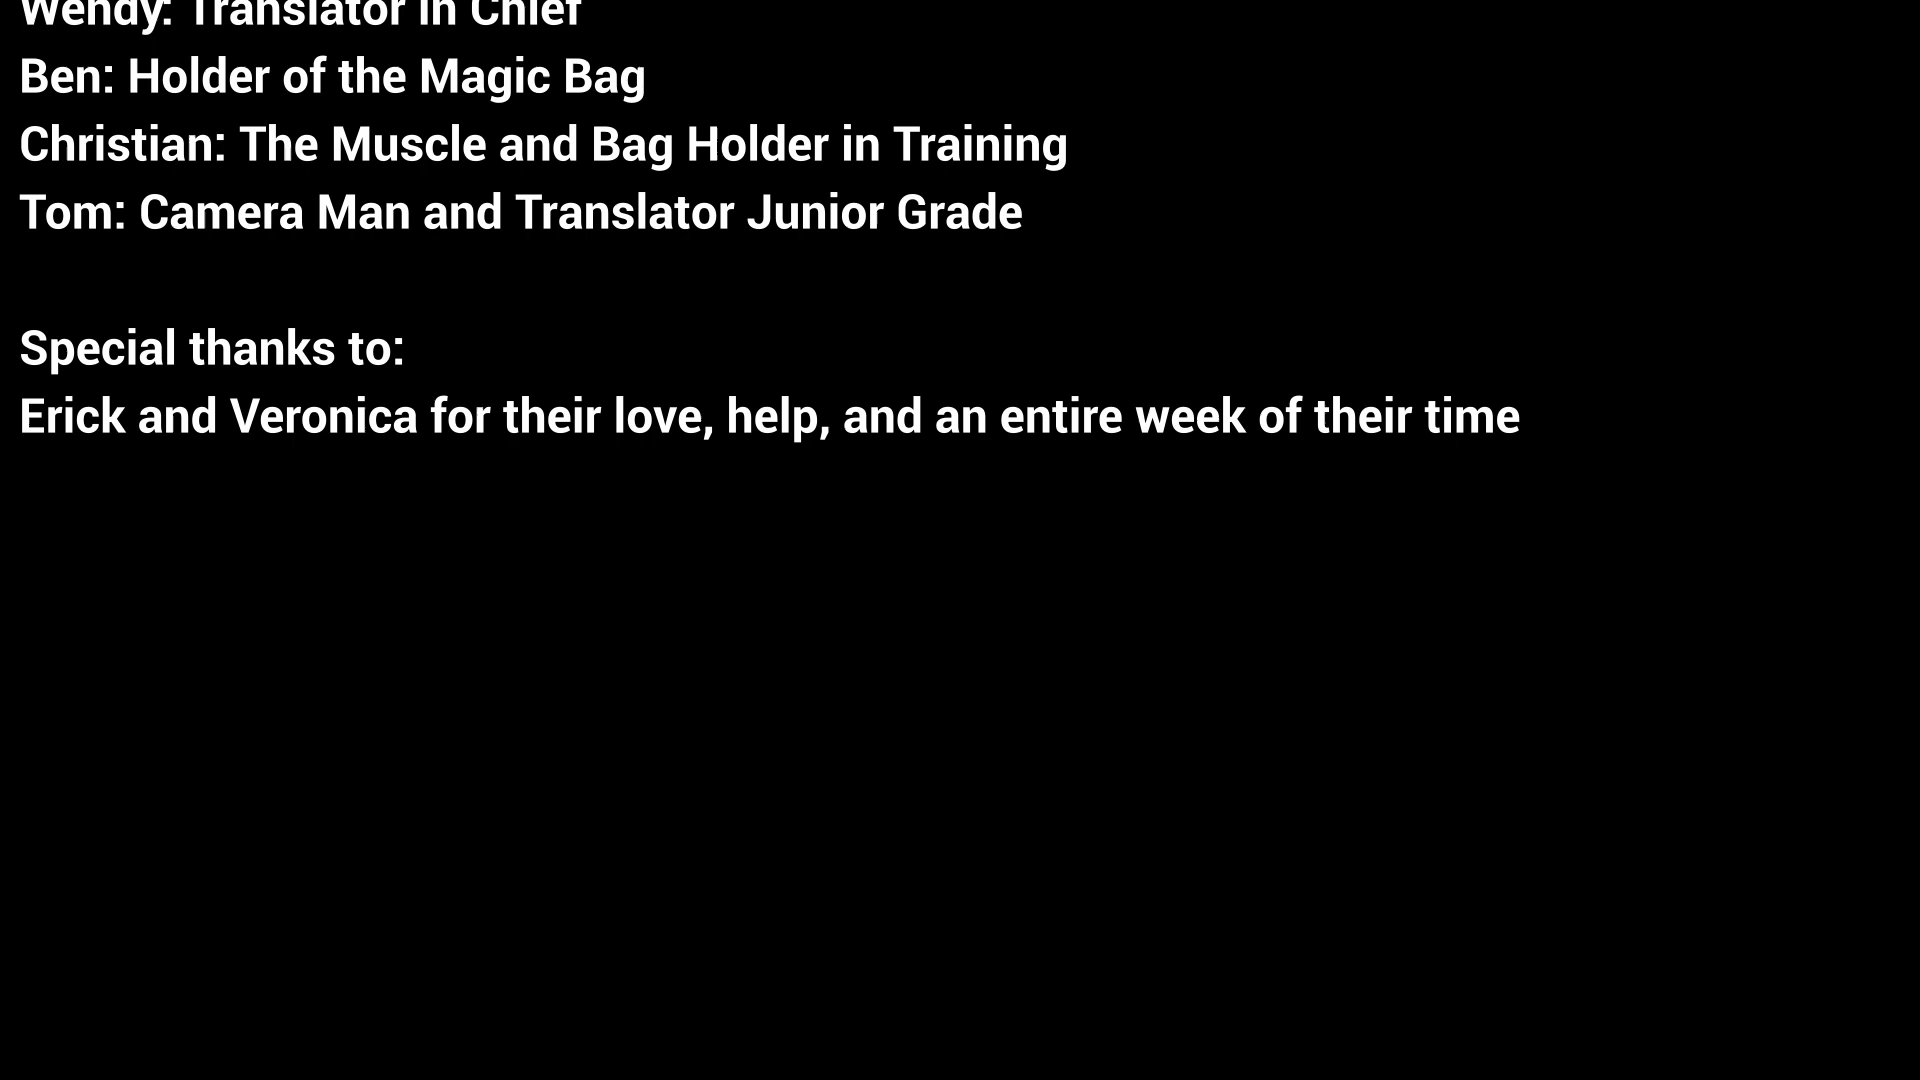 Wendy: Translator in Chief
Ben: Holder of the Magic Bag
Christian: The Muscle and Bag Holder in Training
Tom: Camera Man and Translator Junior Grade
Special thanks to:
Erick and Veronica for their love, help, and an entire week of their time